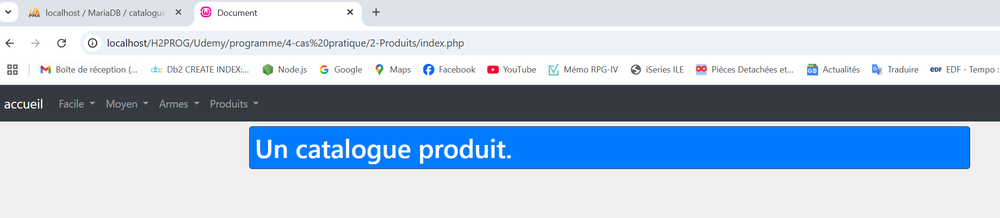 localhost / MariaDB / catalogue
Document
localhost/H2PROG/Udemy/programme/4-cas%20pratique/2-Produits/index.php
Boîte de réception (... Db2 CREATE INDEX:... Node.js Google Maps Facebook YouTube Mémo RPG-IV iSeries ILE Pièces Detachées et... Actualités Traduire EDF - Tempo :
accueil Facile Moyen Armes Produits
Un catalogue produit.